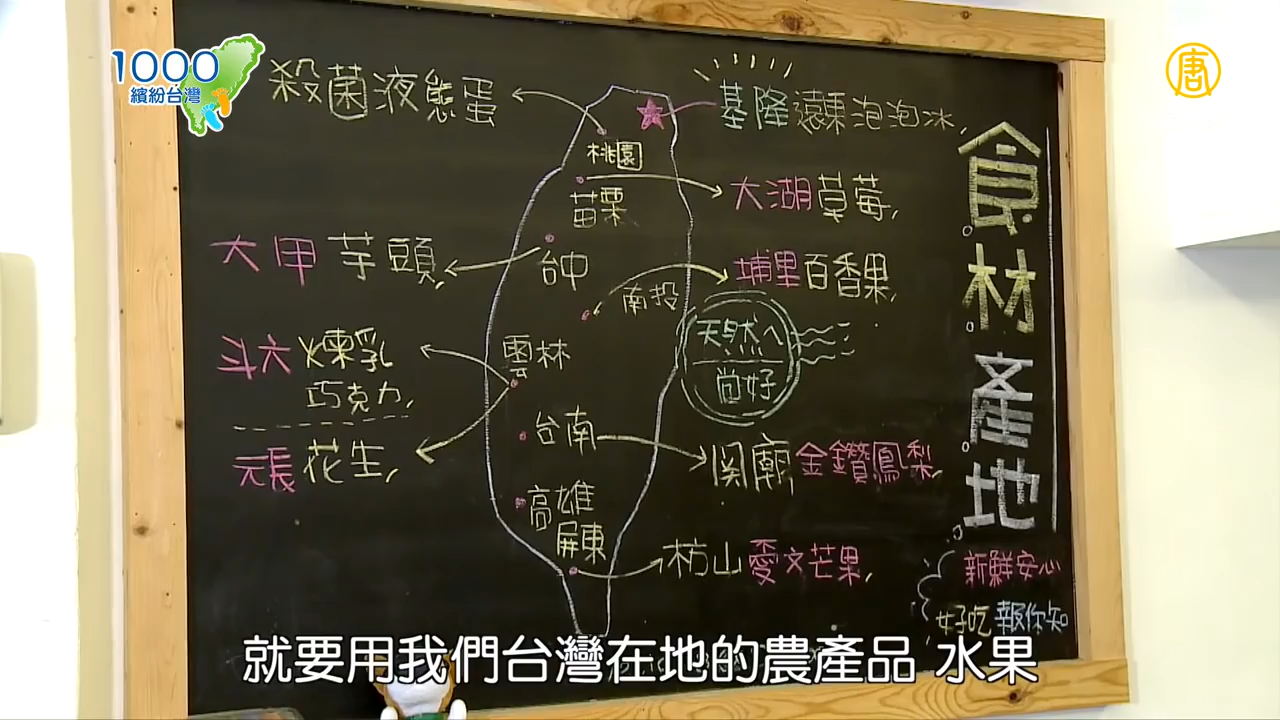 1000
繽紛台灣
唐
食材產地
殺菌液態蛋
基隆遠東泡泡冰
桃園
苗栗
大湖草莓
大甲芋頭
台中
埔里百香果
南投
天然ㄟ
尚好
斗六
煉乳
巧克力
雲林
元長花生
台南
関廟金鑽鳳梨
高雄
屏東
枋山愛文芒果
新鮮安心
好吃報你知
就要用我們台灣在地的農產品 水果